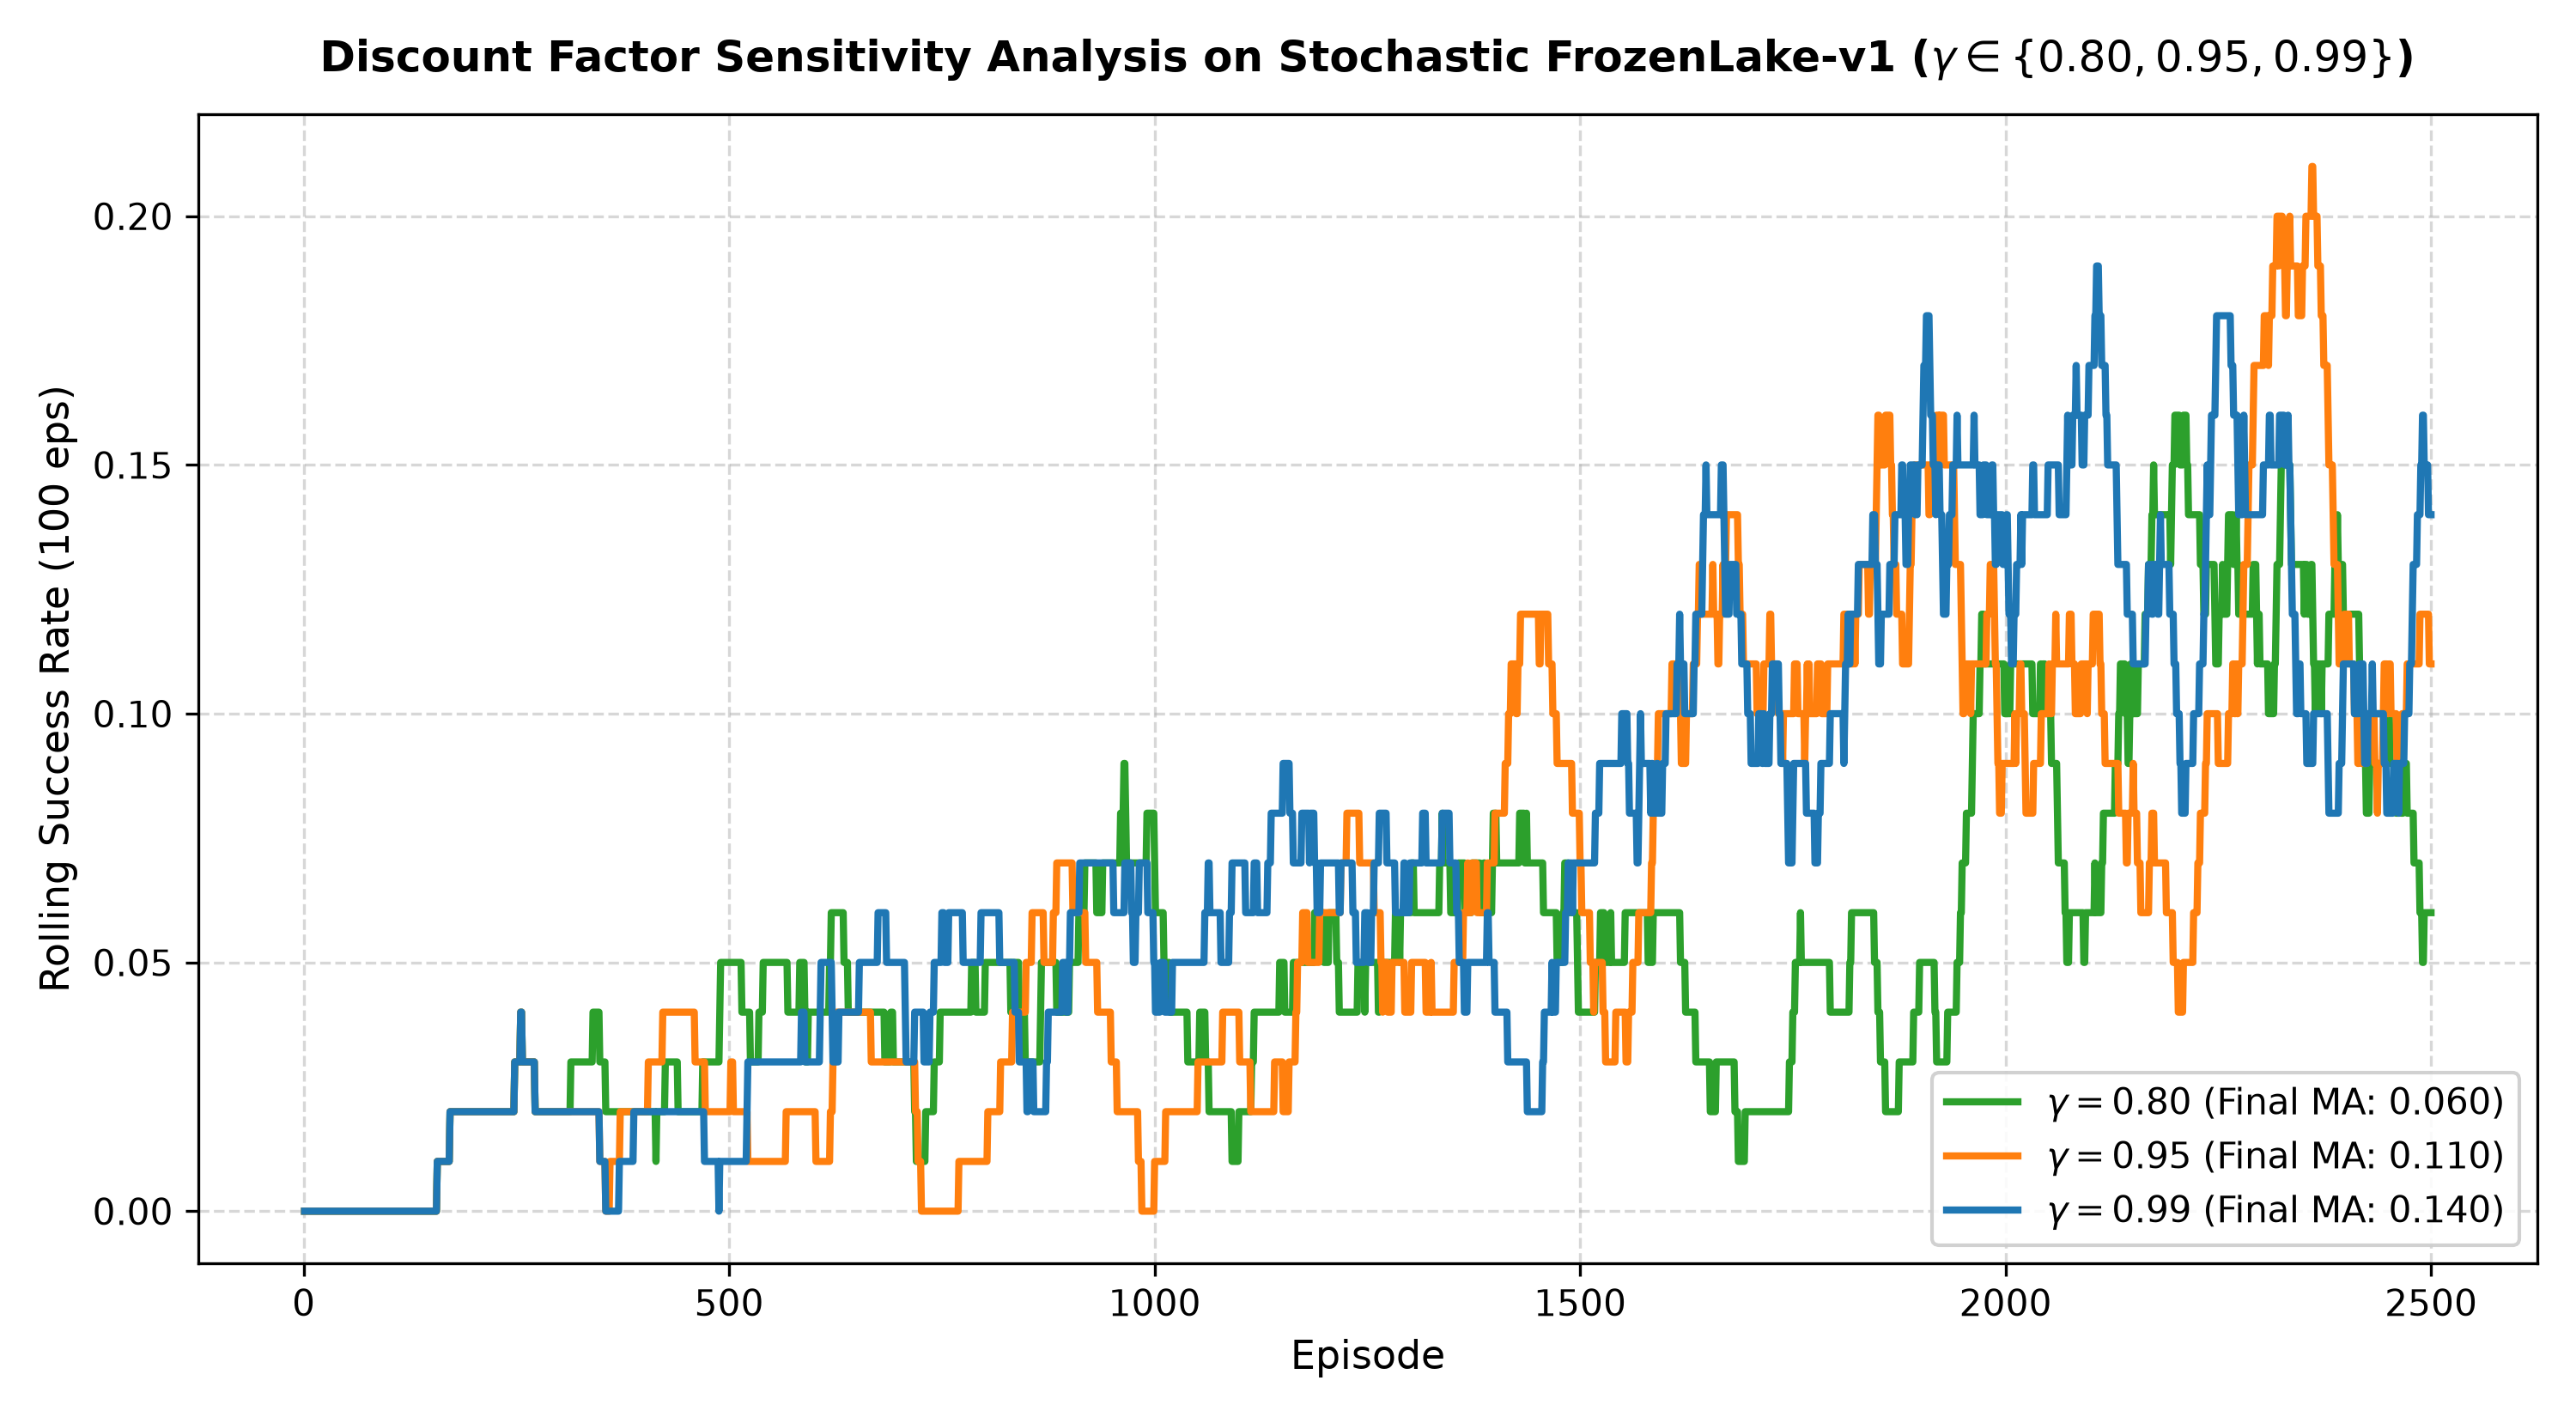 Discount Factor Sensitivity Analysis on Stochastic FrozenLake-v1 (γ ∈ {0.80, 0.95, 0.99})
Rolling Success Rate (100 eps)
0.20
0.15
0.10
0.05
0.00
γ = 0.80 (Final MA: 0.060)
γ = 0.95 (Final MA: 0.110)
γ = 0.99 (Final MA: 0.140)
0 500 1000 1500 2000 2500
Episode